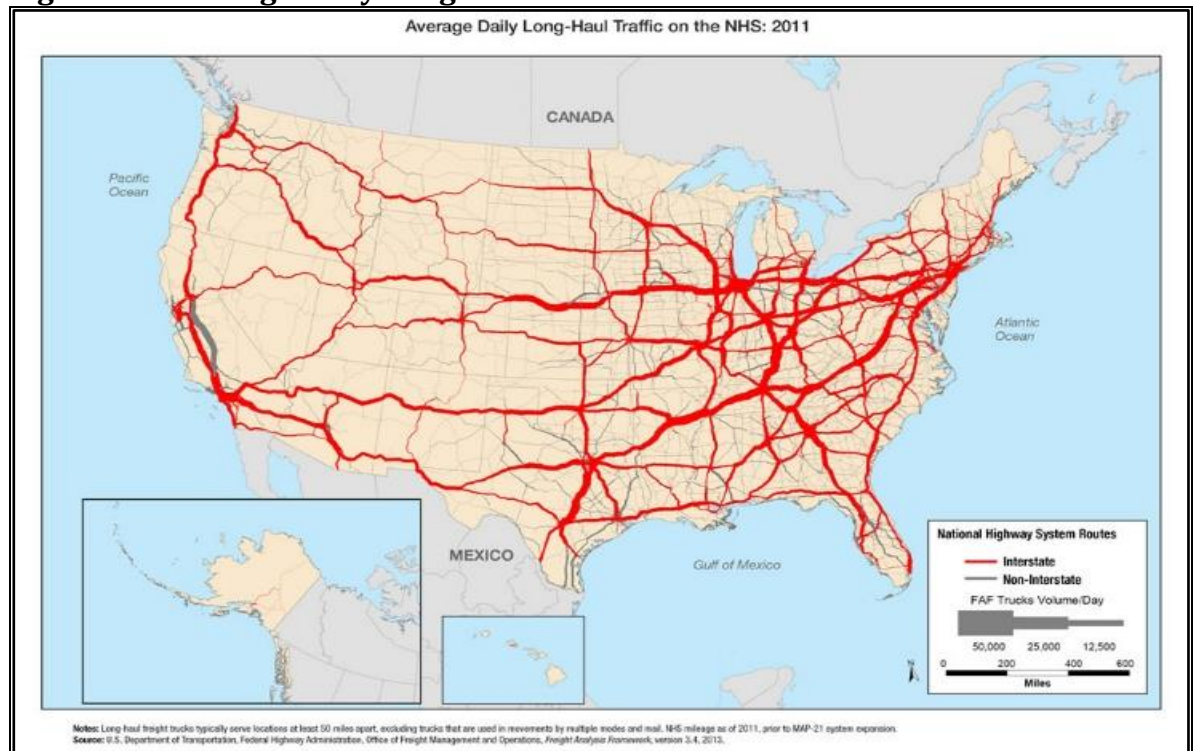 Average Daily Long-Haul Traffic on the NHS: 2011
CANADA
Pacific
Ocean
Atlantic
Ocean
MEXICO
Gulf of Mexico
National Highway System Routes
Interstate
Non-Interstate
FAF Trucks Volume/Day
50,000 25,000 12,500
0 200 400 600
Miles
N
Notes: Long-haul freight trucks typically serve locations at least 50 miles apart, excluding trucks that are used in movements by multiple modes and mail. NHS mileage as of 2011, prior to MAP-21 system expansion.
Source: U.S. Department of Transportation, Federal Highway Administration, Office of Freight Management and Operations, Freight Analysis Framework, version 3.4, 2013.